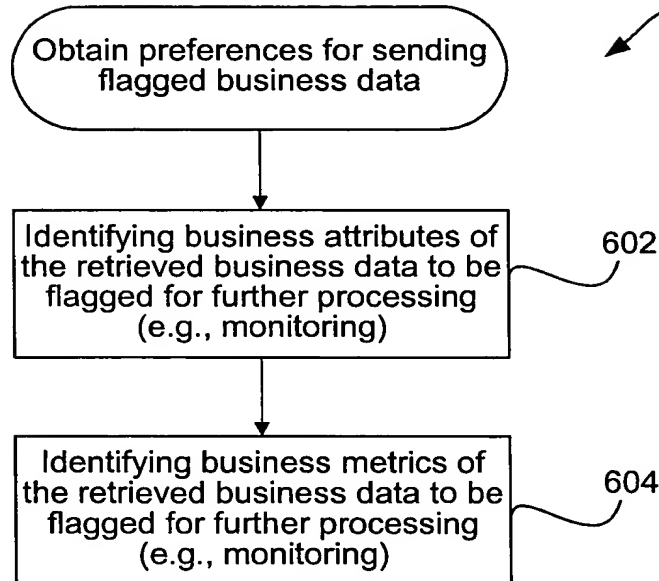 Obtain preferences for sending
flagged business data
Identifying business attributes of
the retrieved business data to be
flagged for further processing
(e.g., monitoring)
602
Identifying business metrics of
the retrieved business data to be
flagged for further processing
(e.g., monitoring)
604